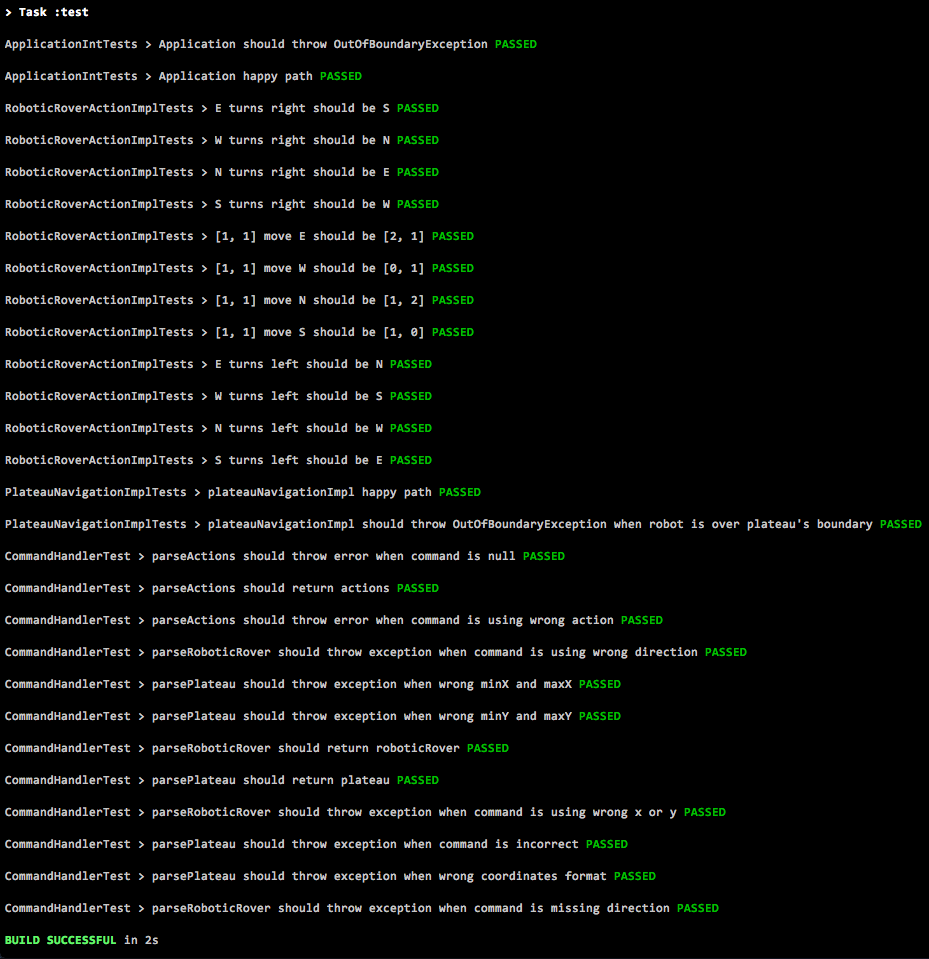 > Task :test
ApplicationIntTests > Application should throw OutOfBoundaryException PASSED
ApplicationIntTests > Application happy path PASSED
RoboticRoverActionImplTests > E turns right should be S PASSED
RoboticRoverActionImplTests > W turns right should be N PASSED
RoboticRoverActionImplTests > N turns right should be E PASSED
RoboticRoverActionImplTests > S turns right should be W PASSED
RoboticRoverActionImplTests > [1, 1] move E should be [2, 1] PASSED
RoboticRoverActionImplTests > [1, 1] move W should be [0, 1] PASSED
RoboticRoverActionImplTests > [1, 1] move N should be [1, 2] PASSED
RoboticRoverActionImplTests > [1, 1] move S should be [1, 0] PASSED
RoboticRoverActionImplTests > E turns left should be N PASSED
RoboticRoverActionImplTests > W turns left should be S PASSED
RoboticRoverActionImplTests > N turns left should be W PASSED
RoboticRoverActionImplTests > S turns left should be E PASSED
PlateauNavigationImplTests > plateauNavigationImpl happy path PASSED
PlateauNavigationImplTests > plateauNavigationImpl should throw OutOfBoundaryException when robot is over plateau's boundary PASSED
CommandHandlerTest > parseActions should throw error when command is null PASSED
CommandHandlerTest > parseActions should return actions PASSED
CommandHandlerTest > parseActions should throw error when command is using wrong action PASSED
CommandHandlerTest > parseRoboticRover should throw exception when command is using wrong direction PASSED
CommandHandlerTest > parsePlateau should throw exception when wrong minX and maxX PASSED
CommandHandlerTest > parsePlateau should throw exception when wrong minY and maxY PASSED
CommandHandlerTest > parseRoboticRover should return roboticRover PASSED
CommandHandlerTest > parsePlateau should return plateau PASSED
CommandHandlerTest > parseRoboticRover should throw exception when command is using wrong x or y PASSED
CommandHandlerTest > parsePlateau should throw exception when command is incorrect PASSED
CommandHandlerTest > parsePlateau should throw exception when wrong coordinates format PASSED
CommandHandlerTest > parseRoboticRover should throw exception when command is missing direction PASSED
BUILD SUCCESSFUL in 2s